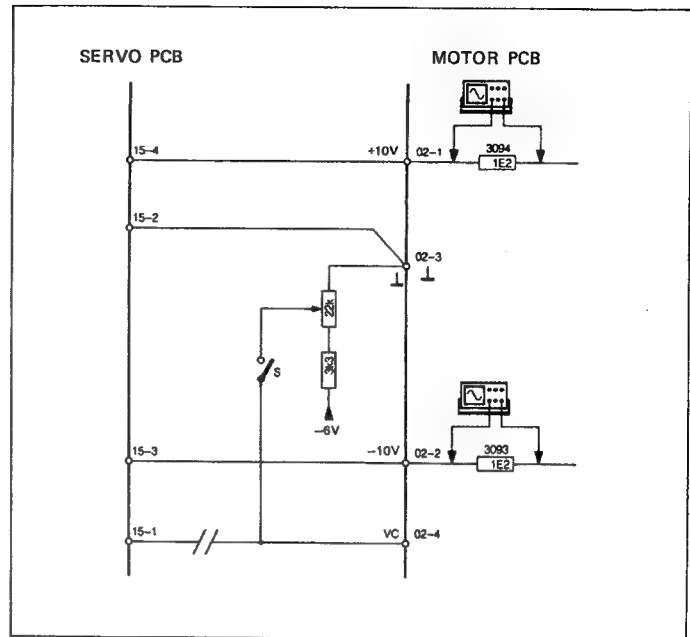 SERVO PCB
MOTOR PCB
15-4
+10V
02-1
3094
1E2
15-2
02-3
22k
S
3k3
-6V
15-3
-10V
02-2
3093
1E2
15-1
VC
02-4